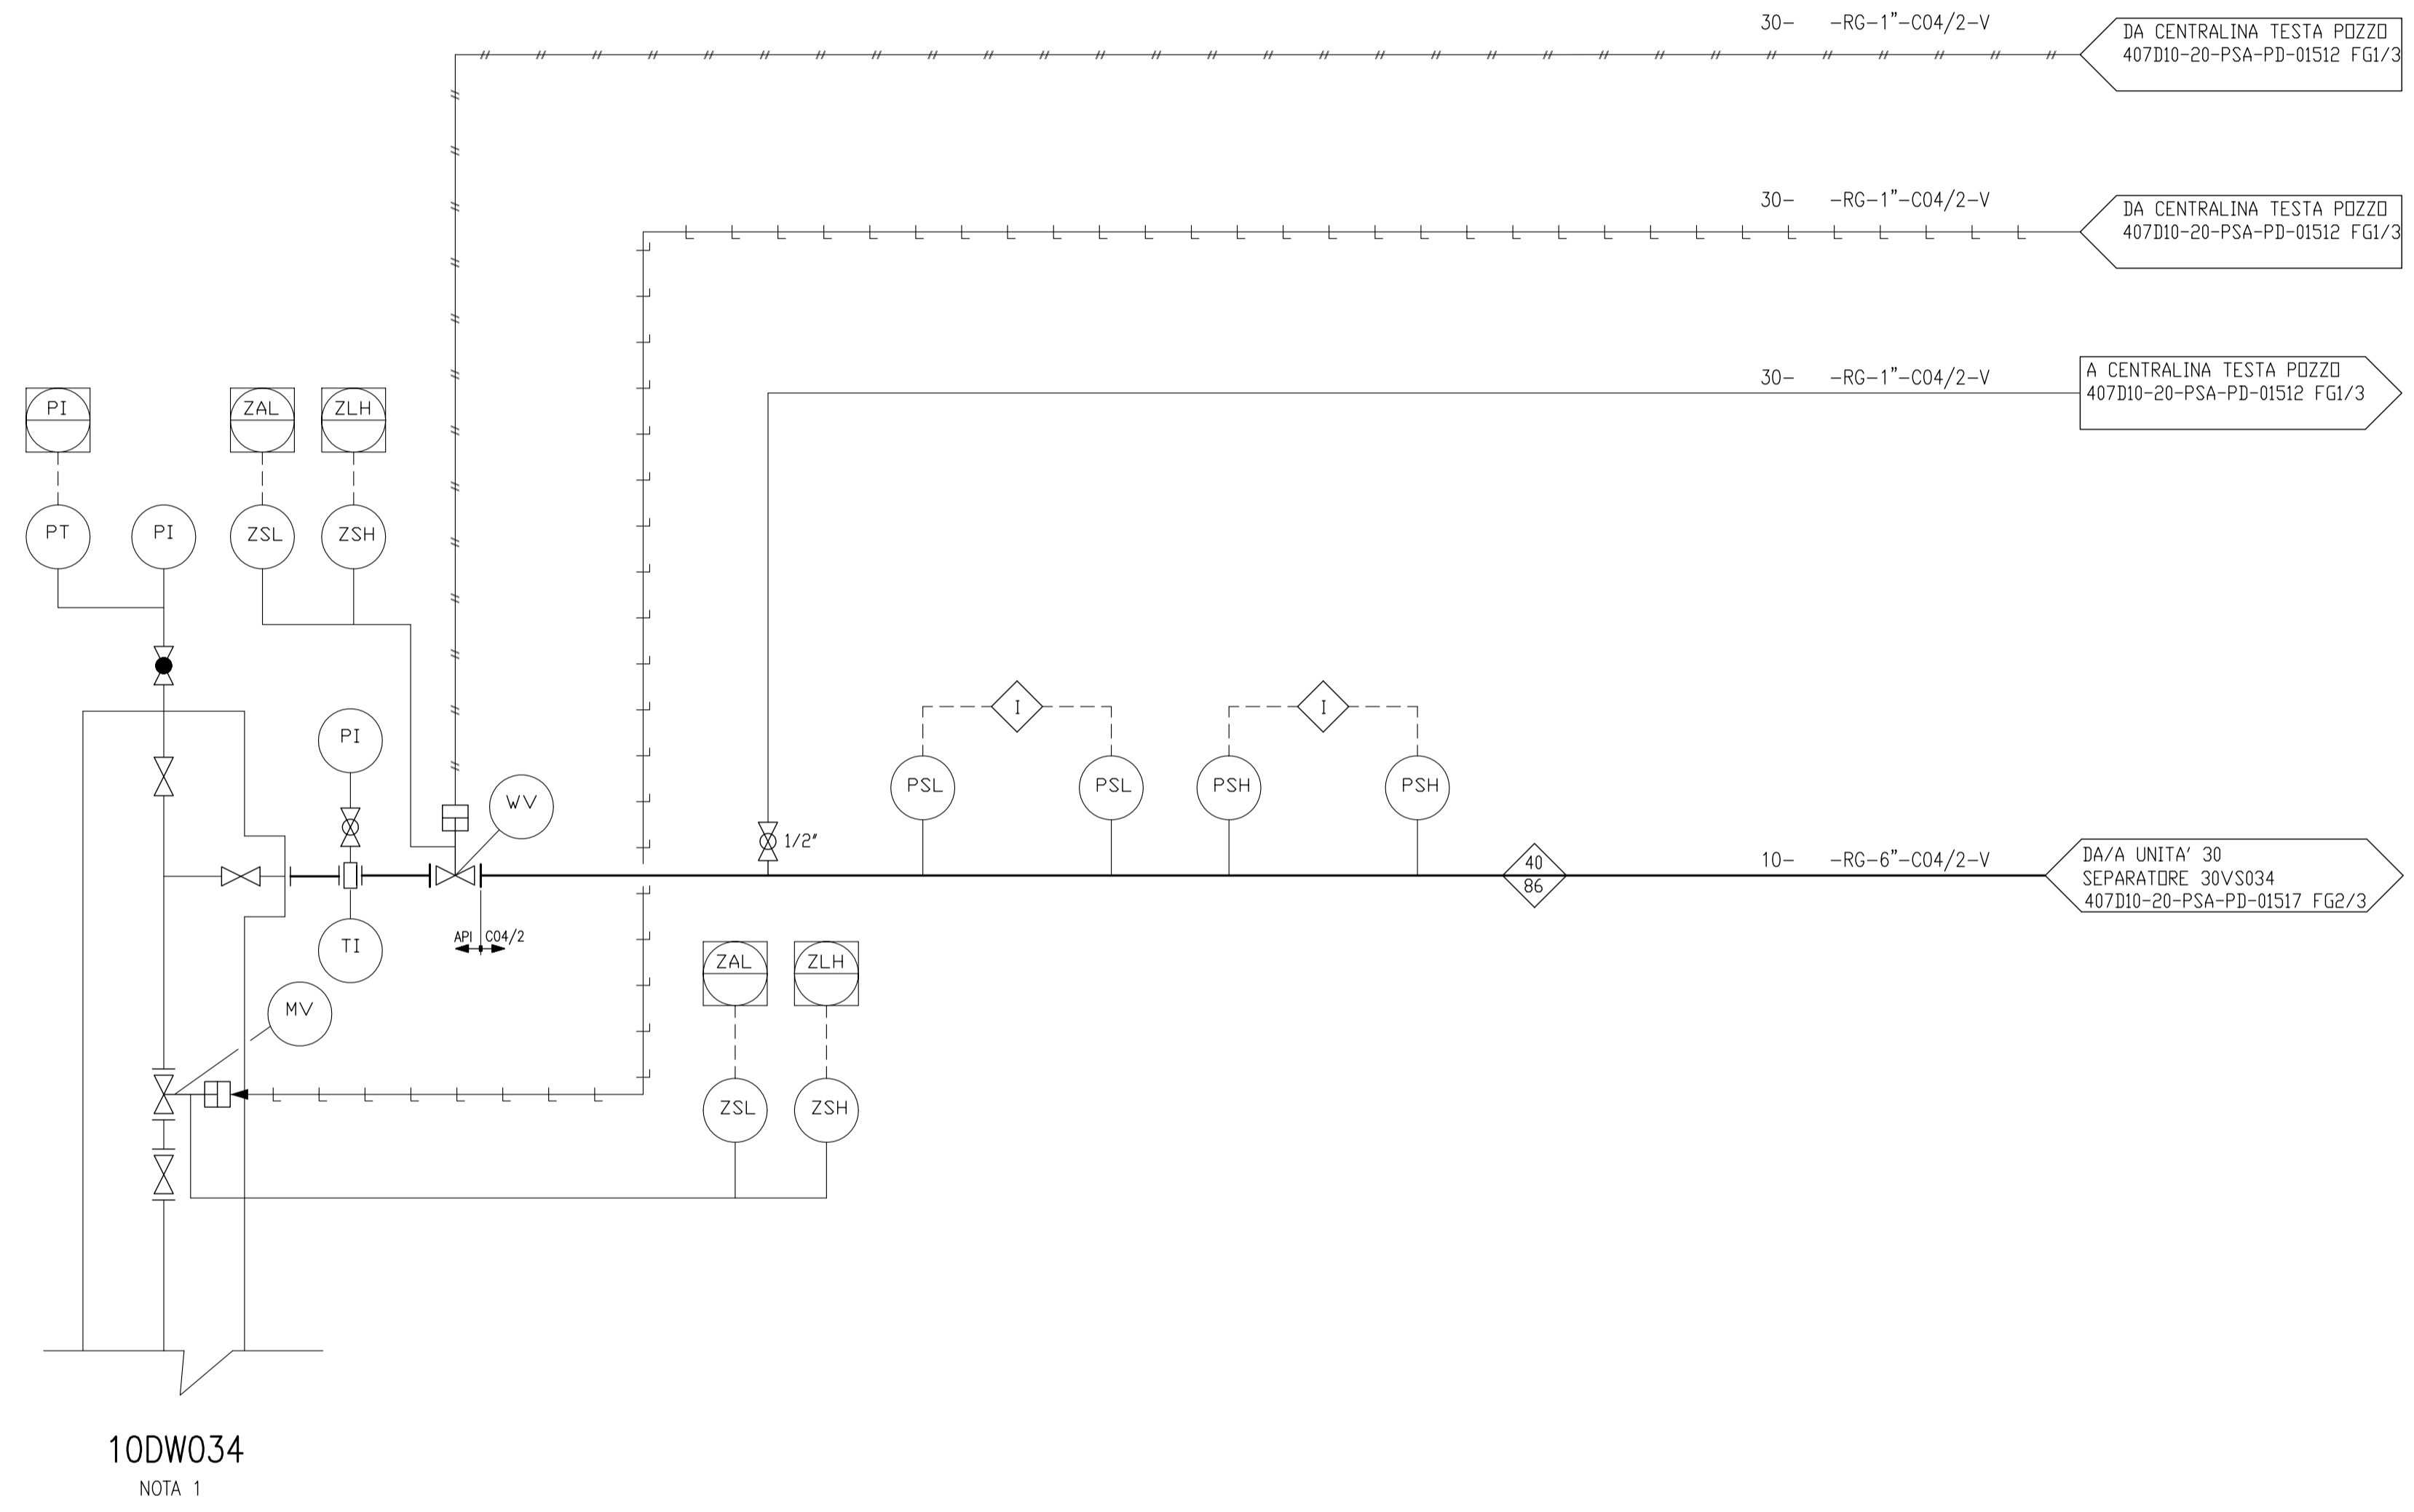 30-    -RG-1"-C04/2-V
DA CENTRALINA TESTA POZZO
407D10-20-PSA-PD-01512 FG1/3
30-    -RG-1"-C04/2-V
DA CENTRALINA TESTA POZZO
407D10-20-PSA-PD-01512 FG1/3
30-    -RG-1"-C04/2-V
A CENTRALINA TESTA POZZO
407D10-20-PSA-PD-01512 FG1/3
PI
ZAL
ZLH
PT
PI
ZSL
ZSH
PI
I
I
WV
PSL
PSL
PSH
PSH
1/2"
40
86
10-    -RG-6"-C04/2-V
DA/A UNITA' 30
SEPARATORE 30VS034
407D10-20-PSA-PD-01517 FG2/3
TI
API
C04/2
ZAL
ZLH
MV
ZSL
ZSH
10DW034
NOTA 1